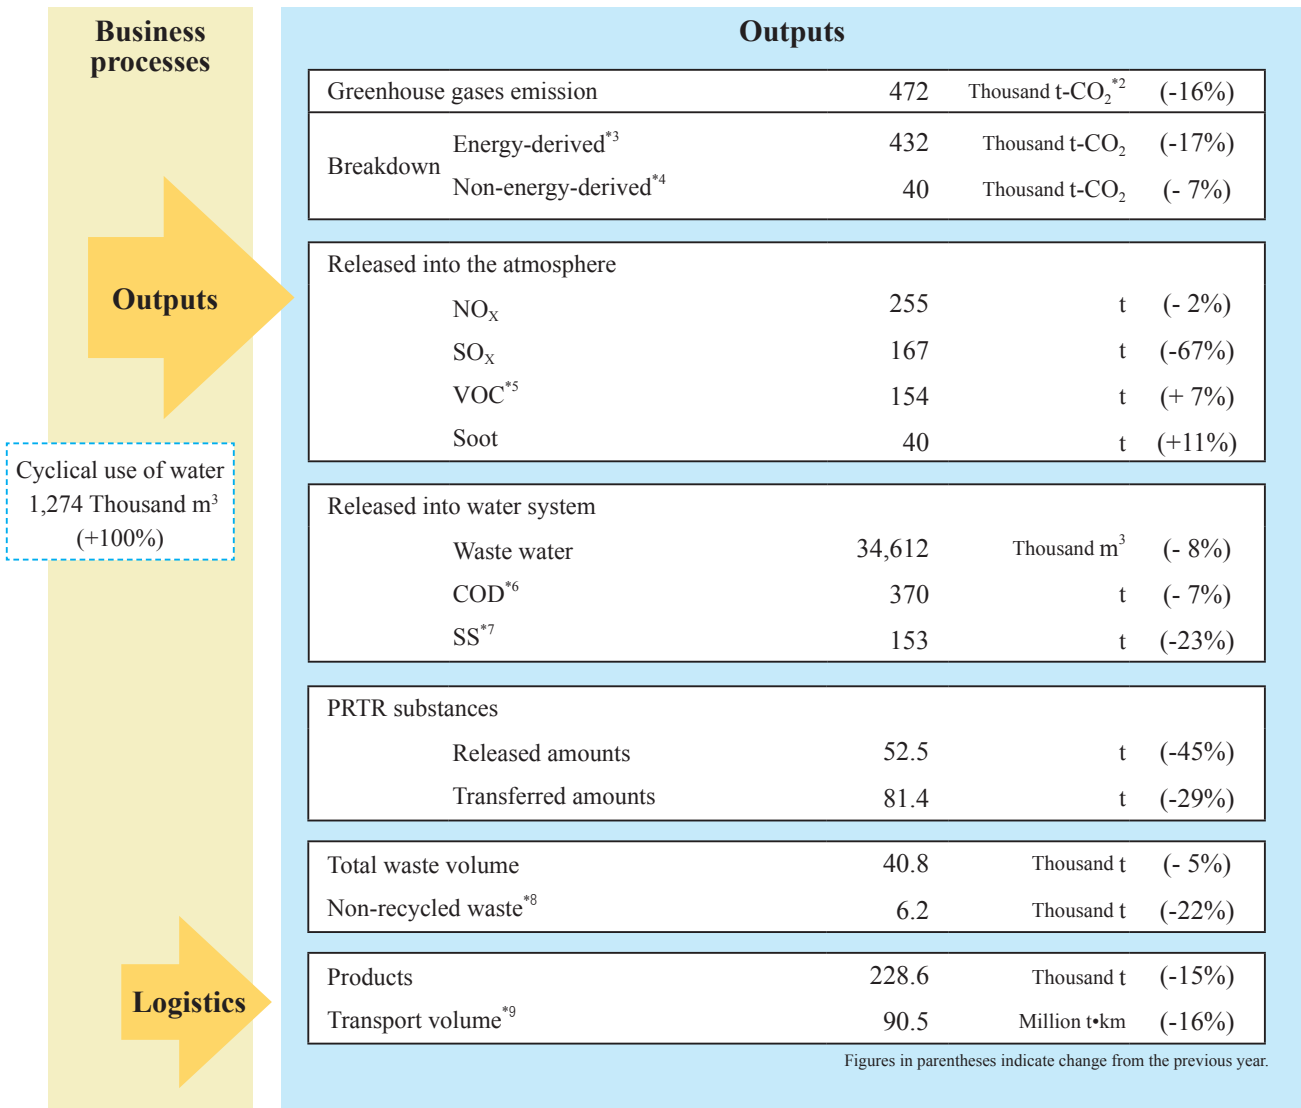 Business
processes
Outputs
Greenhouse gases emission 472 Thousand t-CO₂*2 (-16%)
Breakdown
Energy-derived*3 432 Thousand t-CO₂ (-17%)
Non-energy-derived*4 40 Thousand t-CO₂ (- 7%)
Outputs
Released into the atmosphere
NOX 255 t (- 2%)
SOX 167 t (-67%)
VOC*5 154 t (+ 7%)
Soot 40 t (+11%)
Cyclical use of water
1,274 Thousand m³
(+100%)
Released into water system
Waste water 34,612 Thousand m³ (- 8%)
COD*6 370 t (- 7%)
SS*7 153 t (-23%)
PRTR substances
Released amounts 52.5 t (-45%)
Transferred amounts 81.4 t (-29%)
Total waste volume 40.8 Thousand t (- 5%)
Non-recycled waste*8 6.2 Thousand t (-22%)
Logistics
Products 228.6 Thousand t (-15%)
Transport volume*9 90.5 Million t•km (-16%)
Figures in parentheses indicate change from the previous year.